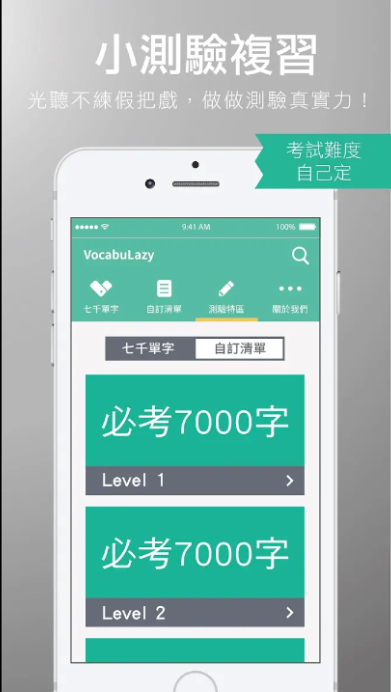 小測驗複習
光聽不練假把戲，做做測驗真實力！
考試難度
自己定
9:41 AM
100%
VocabuLazy
七千單字
自訂清單
測驗特區
關於我們
七千單字
自訂清單
必考7000字
Level 1
必考7000字
Level 2